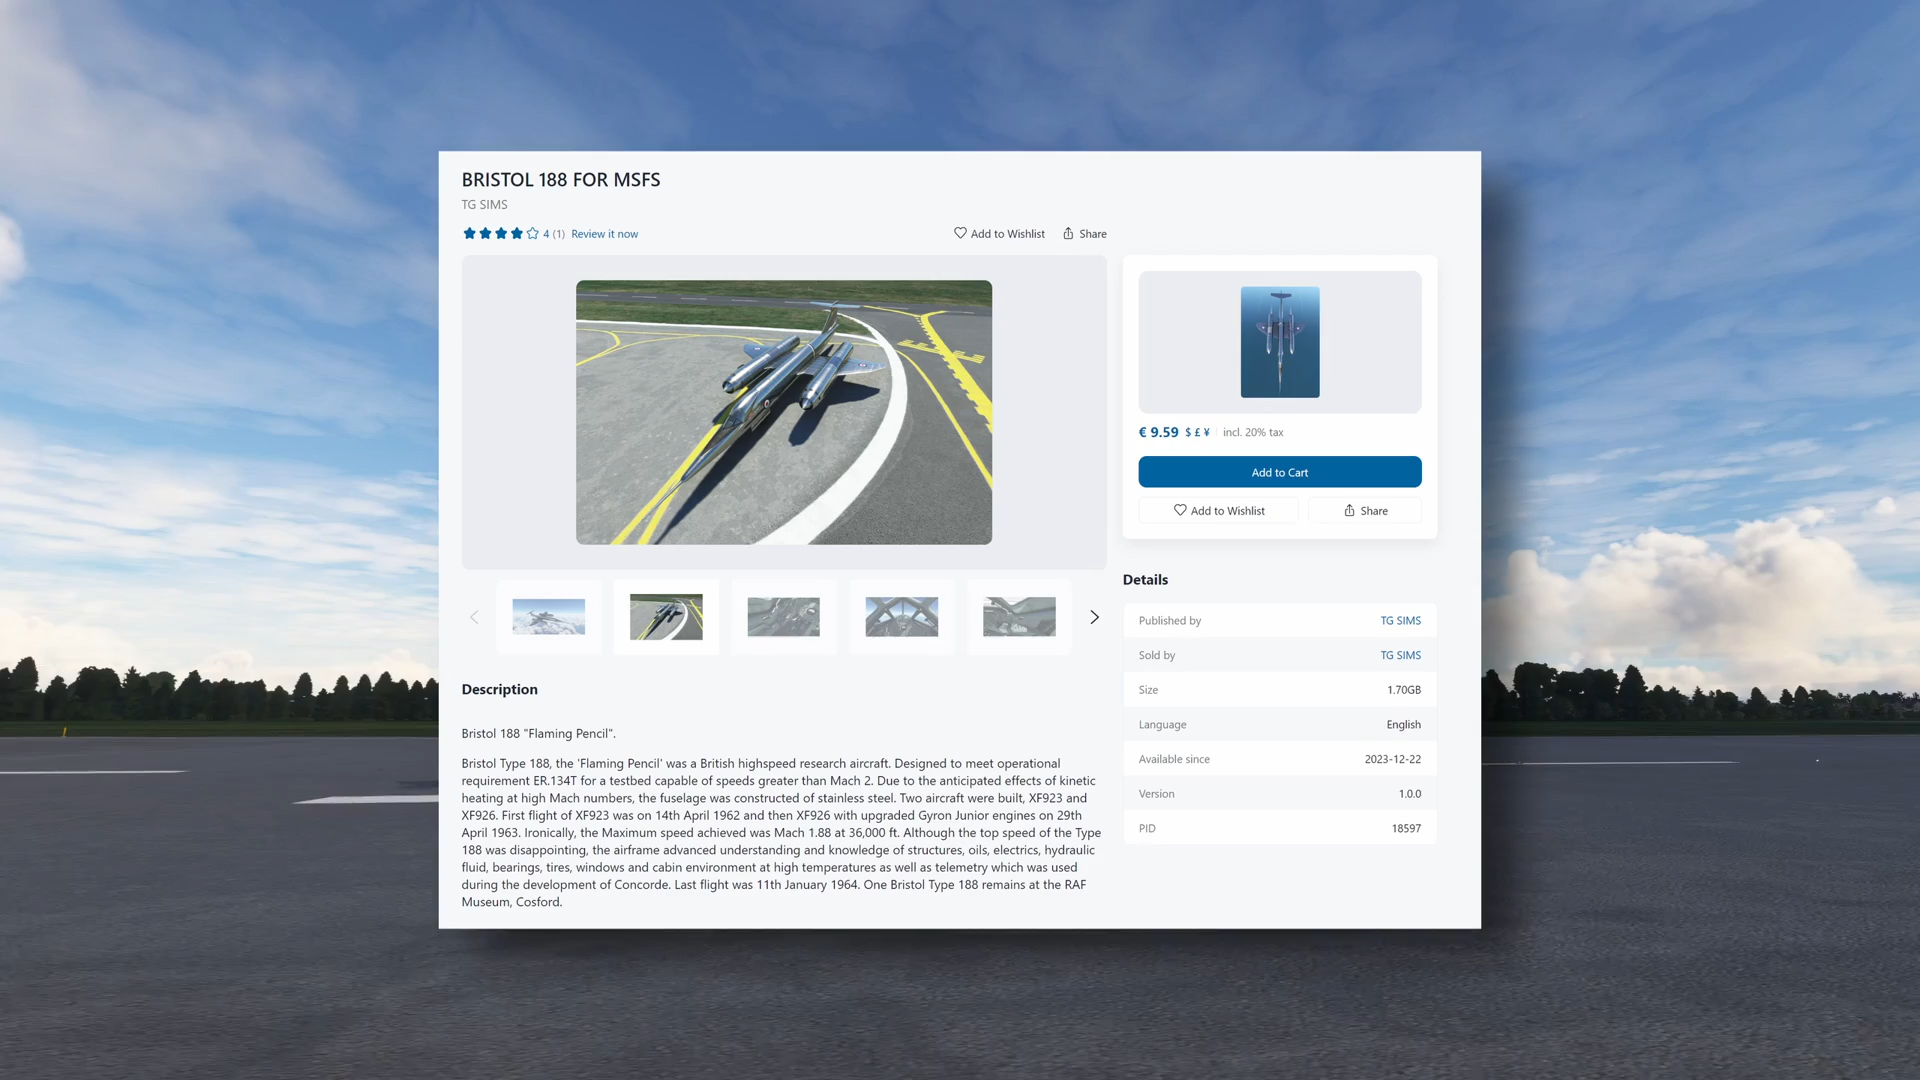 BRISTOL 188 FOR MSFS
TG SIMS
4 (1) Review it now
Add to Wishlist
Share
€ 9.59 $ £ ¥ incl. 20% tax
Add to Cart
Add to Wishlist
Share
Details
Published by TG SIMS
Sold by TG SIMS
Size 1.70GB
Language English
Available since 2023-12-22
Version 1.0.0
PID 18597
Description
Bristol 188 "Flaming Pencil".
Bristol Type 188, the 'Flaming Pencil' was a British highspeed research aircraft. Designed to meet operational
requirement ER.134T for a testbed capable of speeds greater than Mach 2. Due to the anticipated effects of kinetic
heating at high Mach numbers, the fuselage was constructed of stainless steel. Two aircraft were built, XF923 and
XF926. First flight of XF923 was on 14th April 1962 and then XF926 with upgraded Gyron Junior engines on 29th
April 1963. Ironically, the Maximum speed achieved was Mach 1.88 at 36,000 ft. Although the top speed of the Type
188 was disappointing, the airframe advanced understanding and knowledge of structures, oils, electrics, hydraulic
fluid, bearings, tires, windows and cabin environment at high temperatures as well as telemetry which was used
during the development of Concorde. Last flight was 11th January 1964. One Bristol Type 188 remains at the RAF
Museum, Cosford.